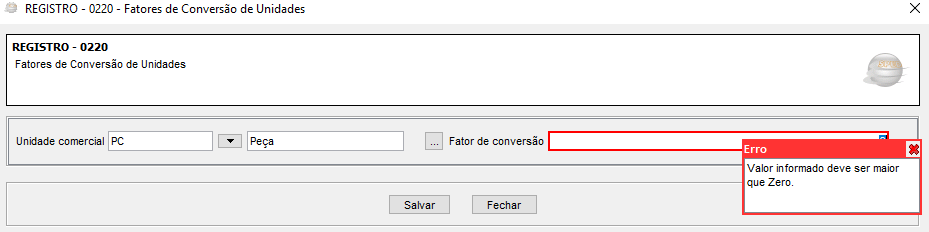 REGISTRO - 0220 - Fatores de Conversão de Unidades
REGISTRO - 0220
Fatores de Conversão de Unidades
Unidade comercial PC Peça ... Fator de conversão
Erro
Valor informado deve ser maior
que Zero.
Salvar Fechar